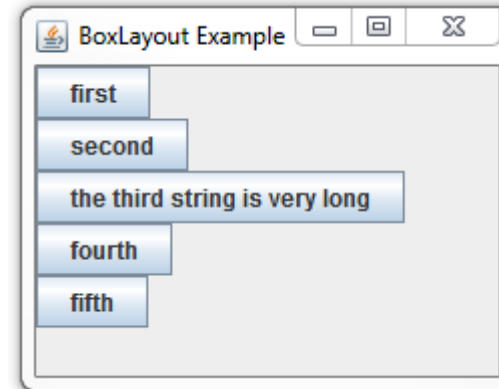 BoxLayout Example
first
second
the third string is very long
fourth
fifth